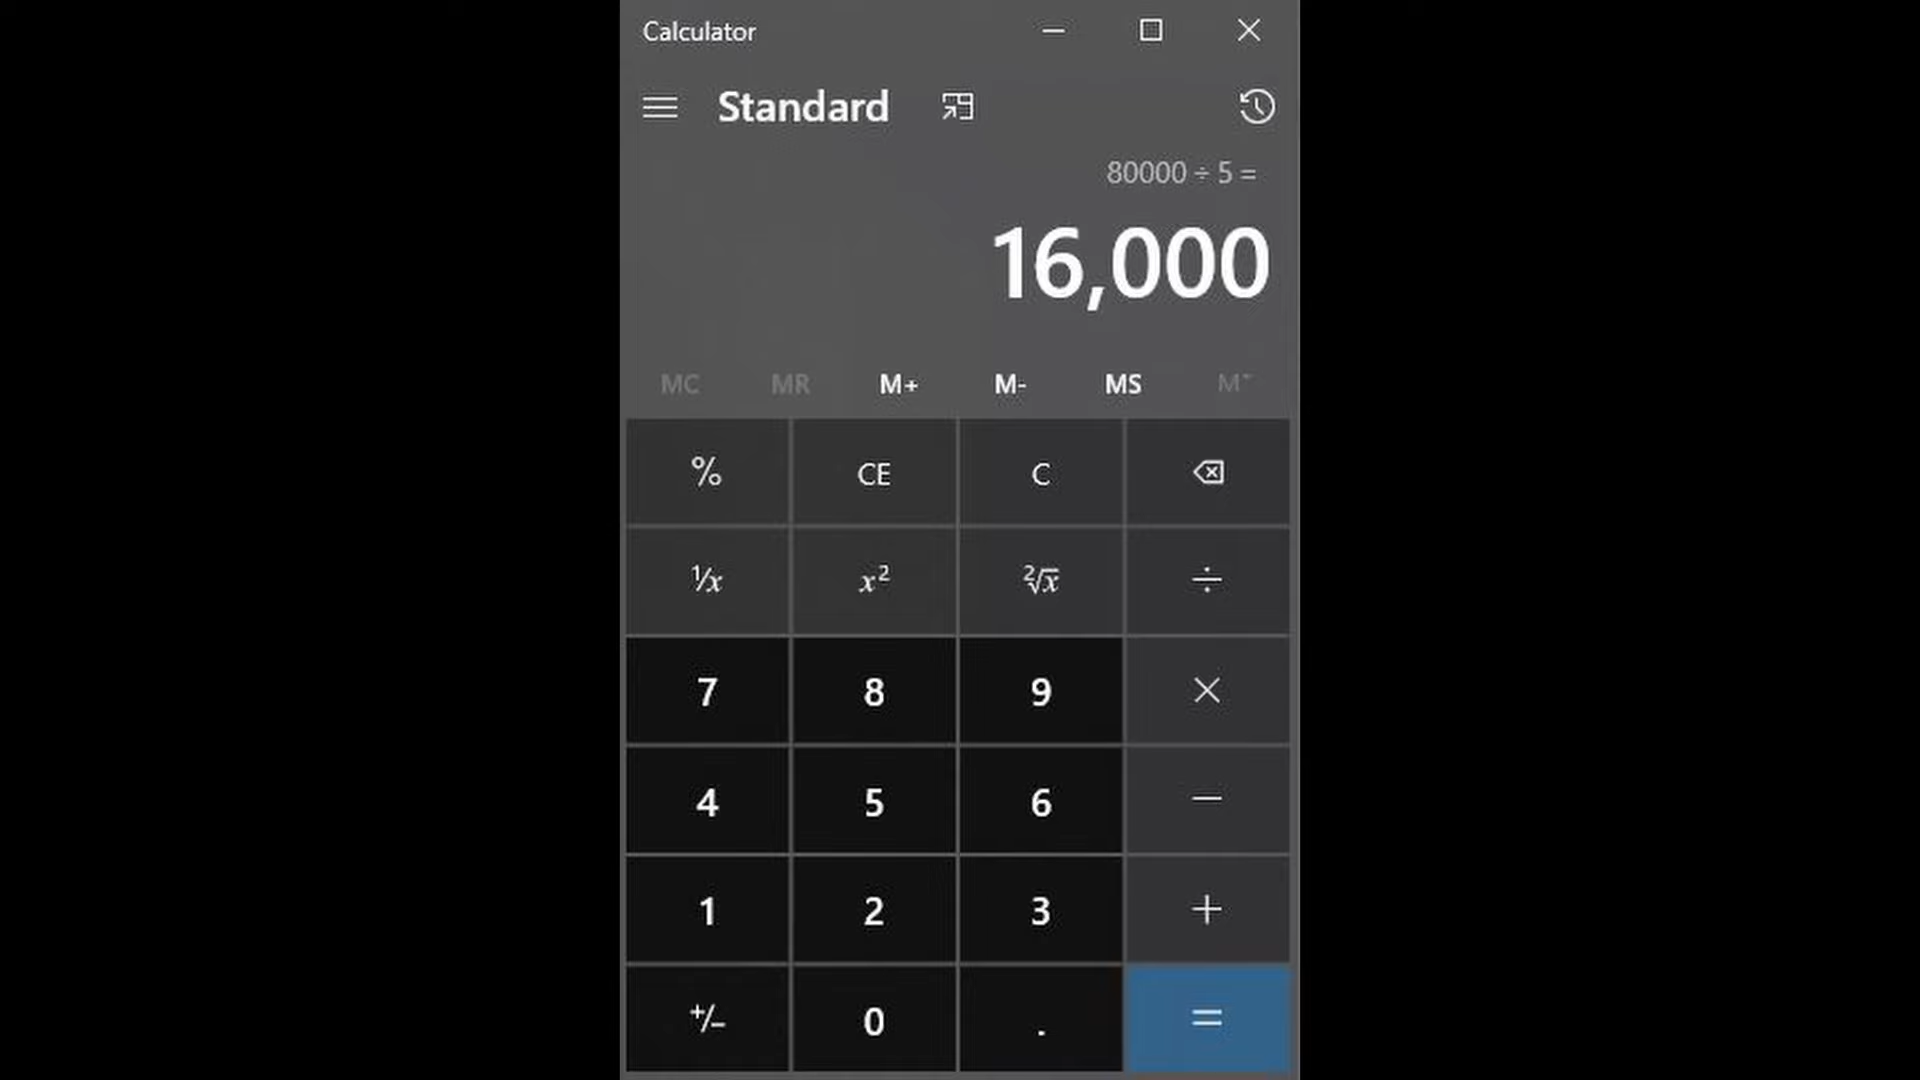 Calculator
Standard
80000 ÷ 5 =
16,000
MC MR M+ M- MS M˅
% CE C
¹/x x² ²√x ÷
7 8 9 ×
4 5 6 −
1 2 3 +
+/− 0 . =